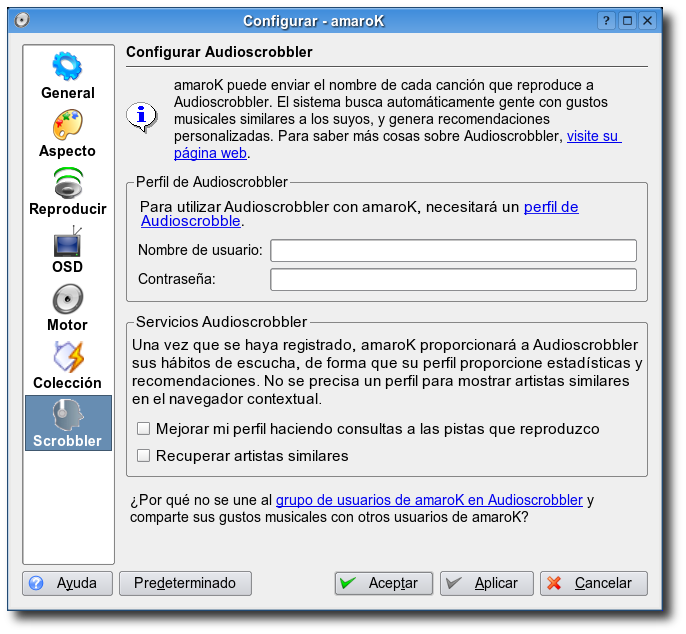 Configurar - amaroK
General
Aspecto
Reproducir
OSD
Motor
Colección
Scrobbler
Configurar Audioscrobbler
amaroK puede enviar el nombre de cada canción que reproduce a
Audioscrobbler. El sistema busca automáticamente gente con gustos
musicales similares a los suyos, y genera recomendaciones
personalizadas. Para saber más cosas sobre Audioscrobbler, visite su
página web.
Perfil de Audioscrobbler
Para utilizar Audioscrobbler con amaroK, necesitará un perfil de
Audioscrobble.
Nombre de usuario:
Contraseña:
Servicios Audioscrobbler
Una vez que se haya registrado, amaroK proporcionará a Audioscrobbler
sus hábitos de escucha, de forma que su perfil proporcione estadísticas y
recomendaciones. No se precisa un perfil para mostrar artistas similares
en el navegador contextual.
Mejorar mi perfil haciendo consultas a las pistas que reproduzco
Recuperar artistas similares
¿Por qué no se une al grupo de usuarios de amaroK en Audioscrobbler y
comparte sus gustos musicales con otros usuarios de amaroK?
Ayuda
Predeterminado
Aceptar
Aplicar
Cancelar